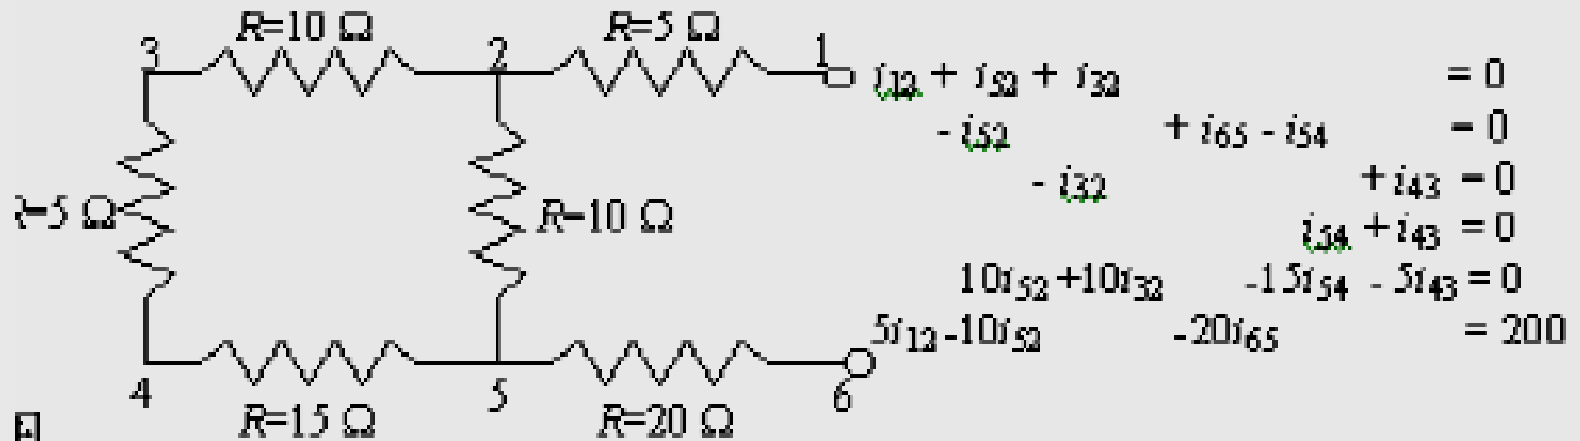 R=10 Ω R=5 Ω
3 2 1
i12 + i52 + i32 = 0
- i52 + i65 - i54 = 0
- i32 + i43 = 0
=5 Ω R=10 Ω
i54 + i43 = 0
10i52 +10i32 -15i54 - 5i43 = 0
5i12 -10i52 -20i65 = 200
4 5 6
R=15 Ω R=20 Ω